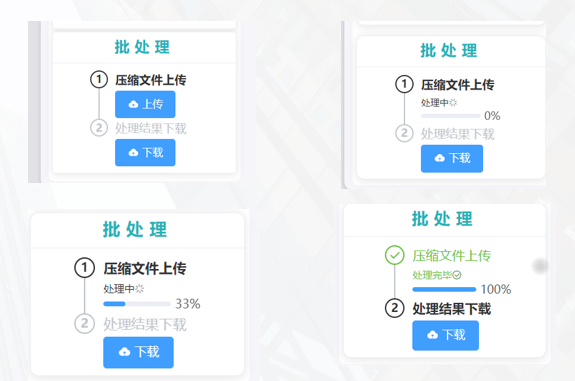 批处理
1 压缩文件上传
上传
2 处理结果下载
下载
批处理
1 压缩文件上传
处理中
0%
2 处理结果下载
下载
批处理
1 压缩文件上传
处理中
33%
2 处理结果下载
下载
批处理
压缩文件上传
处理完毕
100%
2 处理结果下载
下载